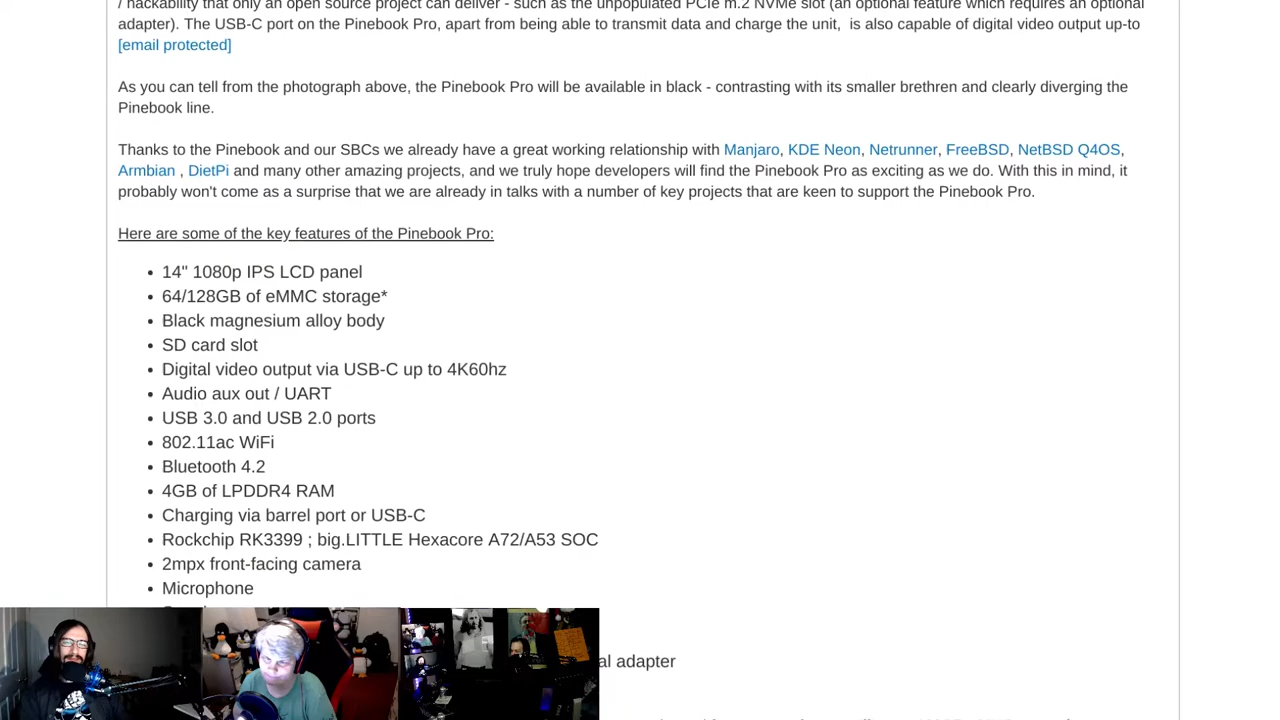 / hackability that only an open source project can deliver - such as the unpopulated PCIe m.2 NVMe slot (an optional feature which requires an optional
adapter). The USB-C port on the Pinebook Pro, apart from being able to transmit data and charge the unit,  is also capable of digital video output up-to
[email protected]
As you can tell from the photograph above, the Pinebook Pro will be available in black - contrasting with its smaller brethren and clearly diverging the
Pinebook line.
Thanks to the Pinebook and our SBCs we already have a great working relationship with Manjaro, KDE Neon, Netrunner, FreeBSD, NetBSD Q4OS,
Armbian , DietPi and many other amazing projects, and we truly hope developers will find the Pinebook Pro as exciting as we do. With this in mind, it
probably won't come as a surprise that we are already in talks with a number of key projects that are keen to support the Pinebook Pro.
Here are some of the key features of the Pinebook Pro:
• 14" 1080p IPS LCD panel
• 64/128GB of eMMC storage*
• Black magnesium alloy body
• SD card slot
• Digital video output via USB-C up to 4K60hz
• Audio aux out / UART
• USB 3.0 and USB 2.0 ports
• 802.11ac WiFi
• Bluetooth 4.2
• 4GB of LPDDR4 RAM
• Charging via barrel port or USB-C
• Rockchip RK3399 ; big.LITTLE Hexacore A72/A53 SOC
• 2mpx front-facing camera
• Microphone
al adapter